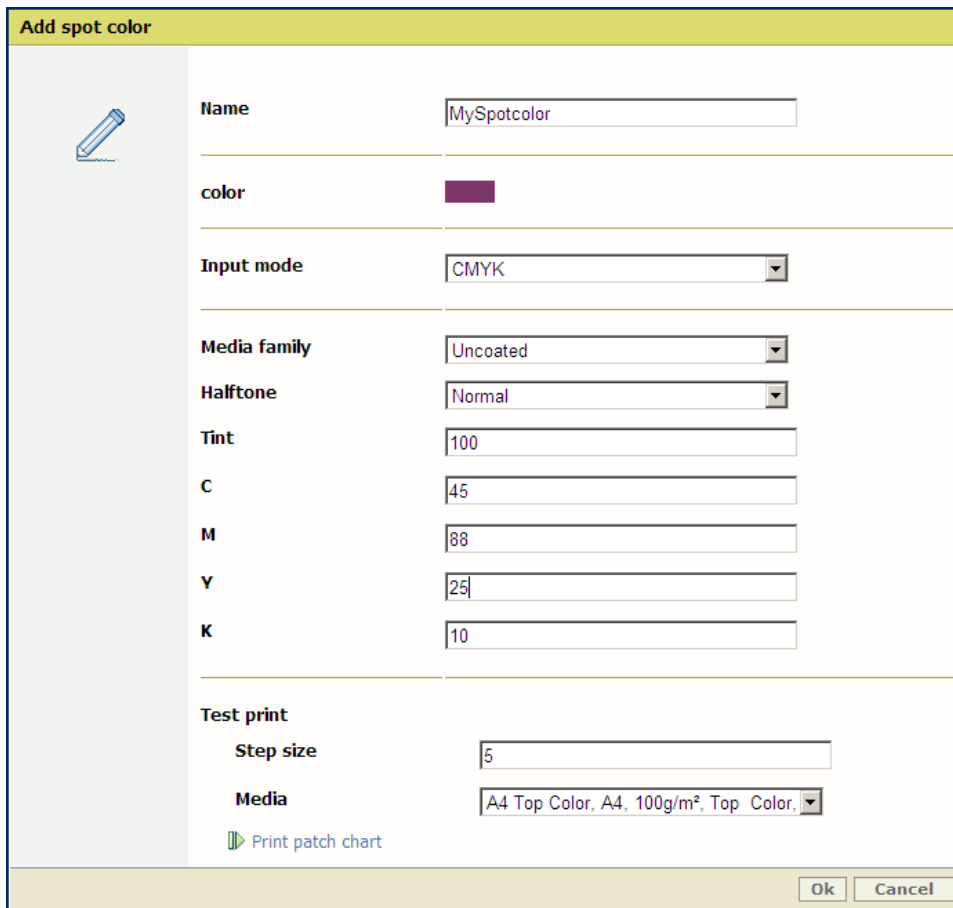 Add spot color
Name MySpotcolor
color
Input mode CMYK
Media family Uncoated
Halftone Normal
Tint 100
C 45
M 88
Y 25
K 10
Test print
Step size 5
Media A4 Top Color, A4, 100g/m², Top Color,
Print patch chart
Ok Cancel